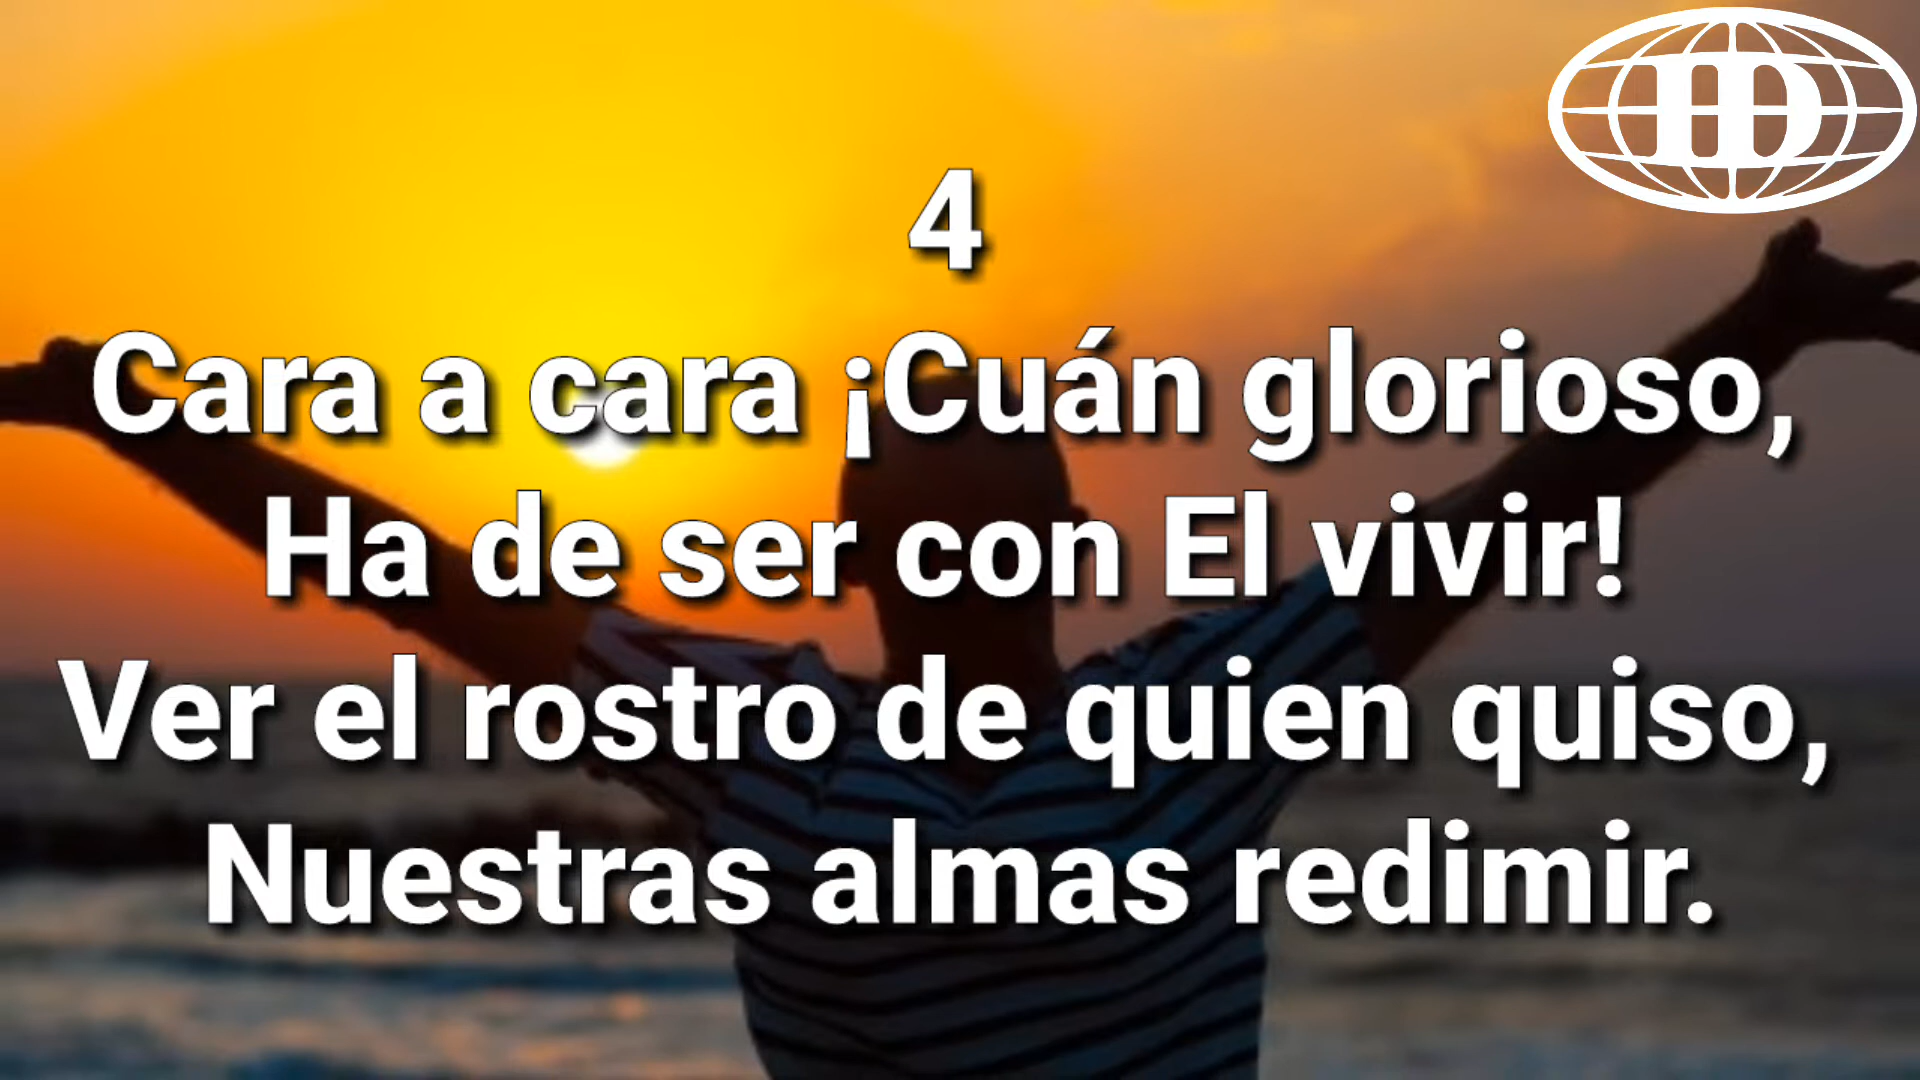 ID
4
Cara a cara ¡Cuán glorioso,
Ha de ser con El vivir!
Ver el rostro de quien quiso,
Nuestras almas redimir.